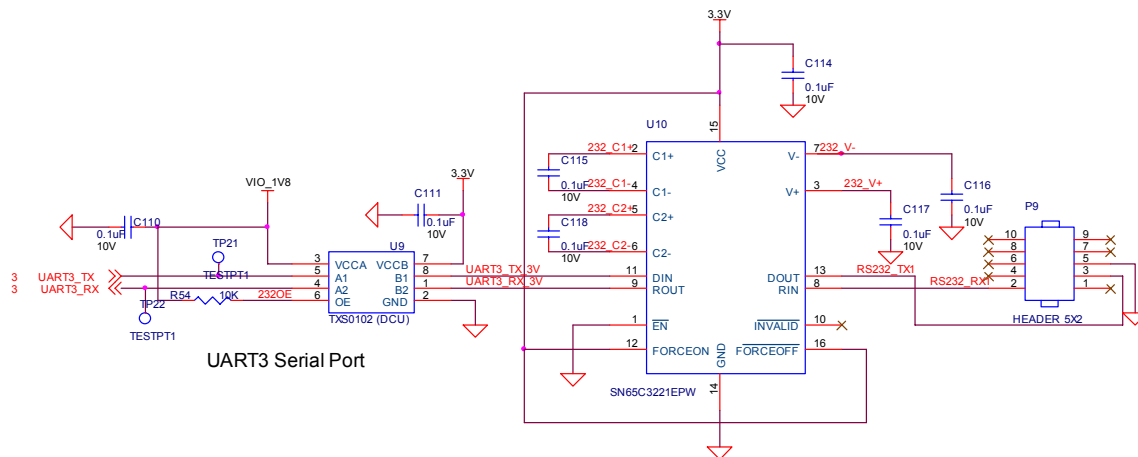 3.3V
C114
0.1uF
10V
U10
15
VCC
232_C1+ 2 C1+
C115
0.1uF
10V
232_C1- 4 C1-
232_C2+ 5 C2+
C118
0.1uF
10V
232_C2- 6 C2-
V- 7 232_V-
V+ 3 232_V+
C116
0.1uF
10V
C117
0.1uF
10V
P9
10 9
8 7
6 5
4 3
2 1
HEADER 5X2
VIO_1V8
C110
0.1uF
10V
C111
0.1uF
10V
3.3V
TP21
TESTPT1
U9
3 VCCA VCCB 7
3 UART3_TX 5 A1 B1 8 UART3_TX_3V 11 DIN DOUT 13 RS232_TX1
3 UART3_RX 4 A2 B2 1 UART3_RX_3V 9 ROUT RIN 8 RS232_RX1
R54 10K 232OE 6 OE GND 2
TP22
TESTPT1
TXS0102 (DCU)
1 EN INVALID 10
12 FORCEON FORCEOFF 16
GND
14
SN65C3221EPW
UART3 Serial Port